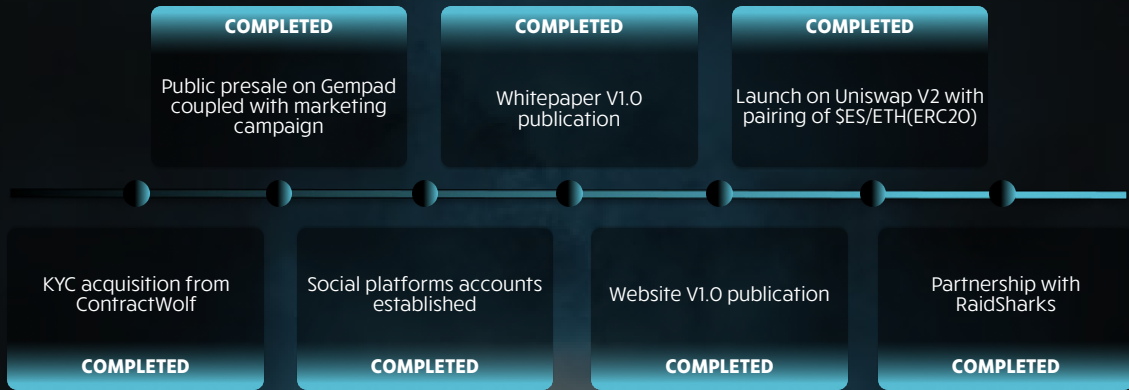 COMPLETED
Public presale on Gempad
coupled with marketing
campaign
COMPLETED
Whitepaper V1.0
publication
COMPLETED
Launch on Uniswap V2 with
pairing of $ES/ETH(ERC20)
KYC acquisition from
ContractWolf
COMPLETED
Social platforms accounts
established
COMPLETED
Website V1.0 publication
COMPLETED
Partnership with
RaidSharks
COMPLETED